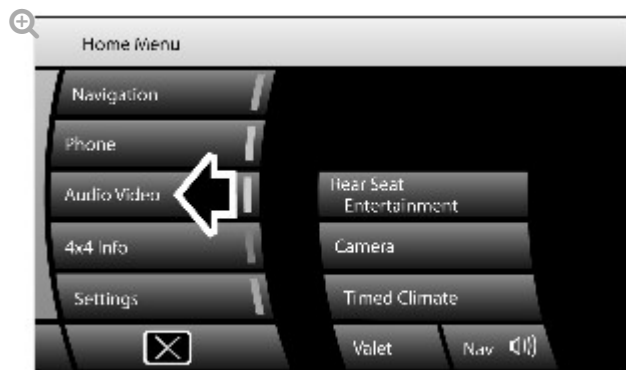 Home Menu
Navigation
Phone
Audio Video
4x4 Info
Settings
Rear Seat
Entertainment
Camera
Timed Climate
Valet
Nav